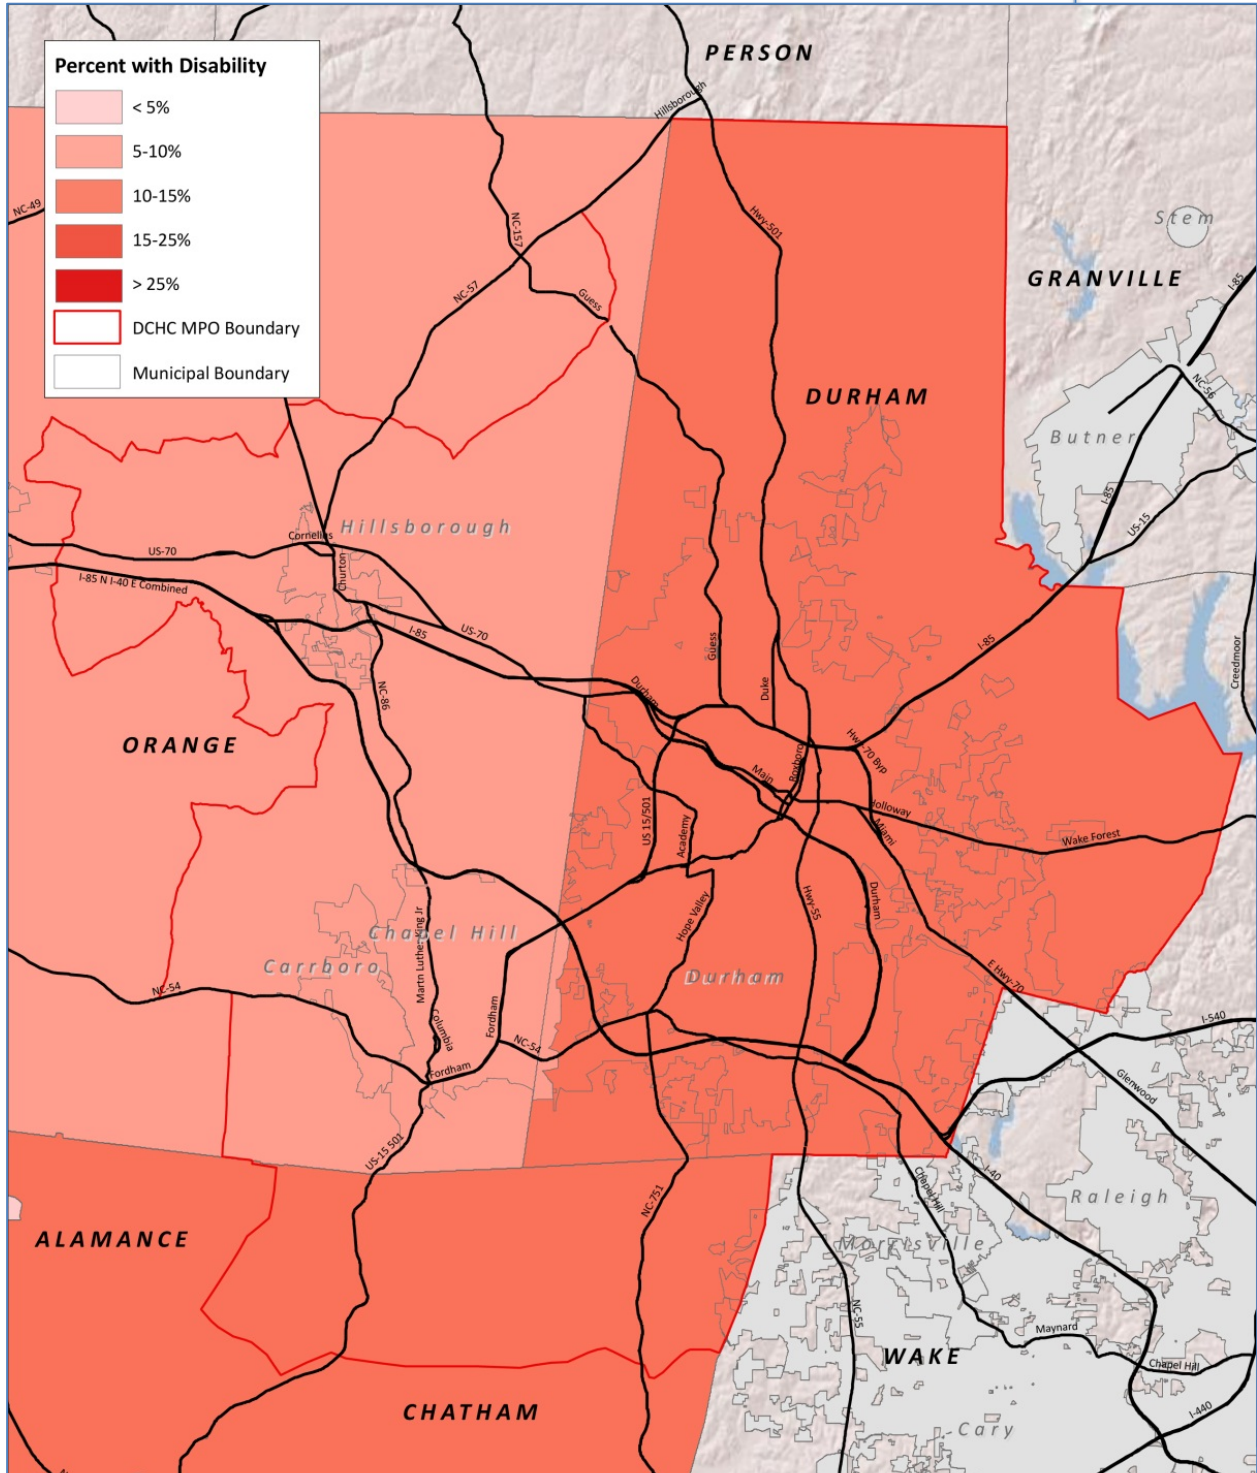 PERSON
Percent with Disability
< 5%
5-10%
10-15%
15-25%
> 25%
DCHC MPO Boundary
Municipal Boundary
Hillsborough
NC-49
NC-157
Hwy-501
Stem
GRANVILLE
I-85
NC-57
Guess
DURHAM
NC-56
Butner
I-85
US-15
Hillsborough
Cornelius
US-70
Churton
I-85 N I-40 E Combined
I-85
US-70
Guess
I-85
Creedmoor
NC-86
Durham
Duke
ORANGE
Hwy-70 Byp
Roxboro
Main
Holloway
US 15/501
Academy
Miami
Wake Forest
Hwy-55
Durham
Hope Valley
Martn Luther King Jr
Chapel Hill
Carrboro
Durham
E Hwy-70
NC-54
Fordham
Columbia
NC-54
Fordham
I-540
Glenwood
US-15 501
I-40
Chapel Hill
NC-751
Raleigh
ALAMANCE
Morrisville
NC-55
Maynard
WAKE
Chapel Hill
CHATHAM
I-440
Cary